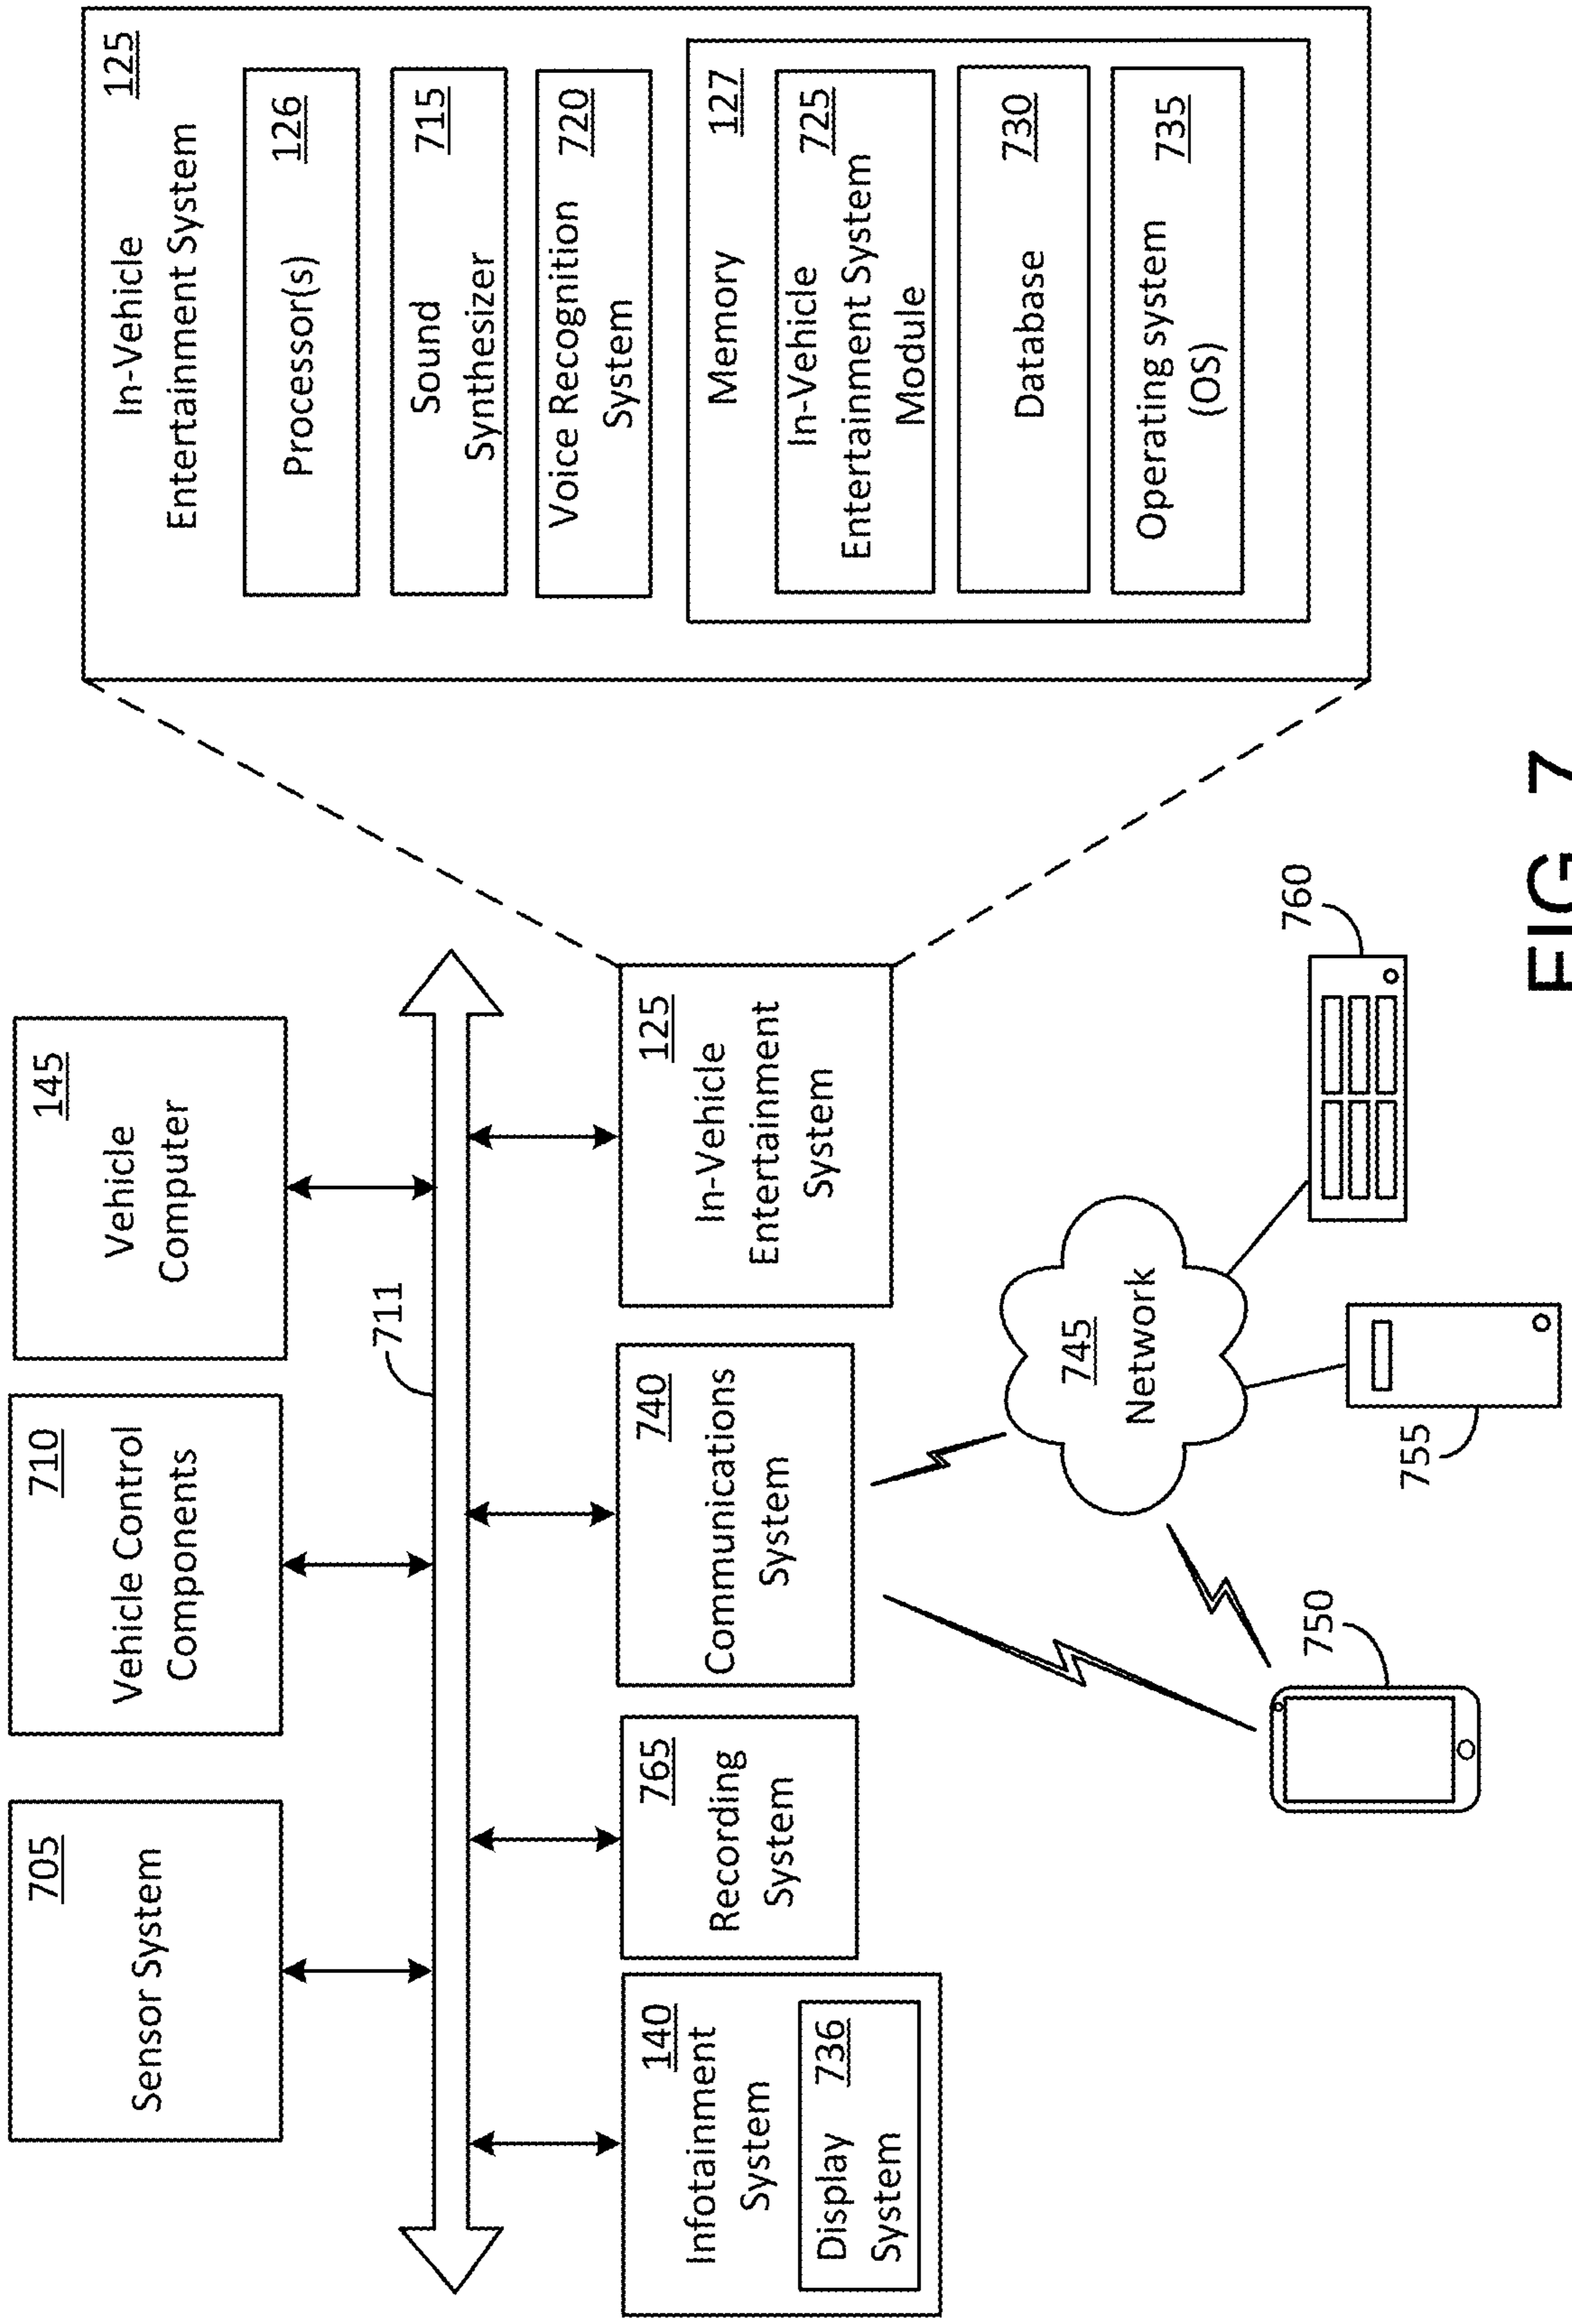 705
Sensor System
710
Vehicle Control
Components
145
Vehicle
Computer
711
140
Infotainment
System
Display 736
System
765
Recording
System
740
Communications
System
125
In-Vehicle
Entertainment
System
745
Network
750
755
760
In-Vehicle 125
Entertainment System
Processor(s) 126
Sound 715
Synthesizer
Voice Recognition 720
System
Memory 127
In-Vehicle 725
Entertainment System
Module
Database 730
Operating system 735
(OS)
FIG 7